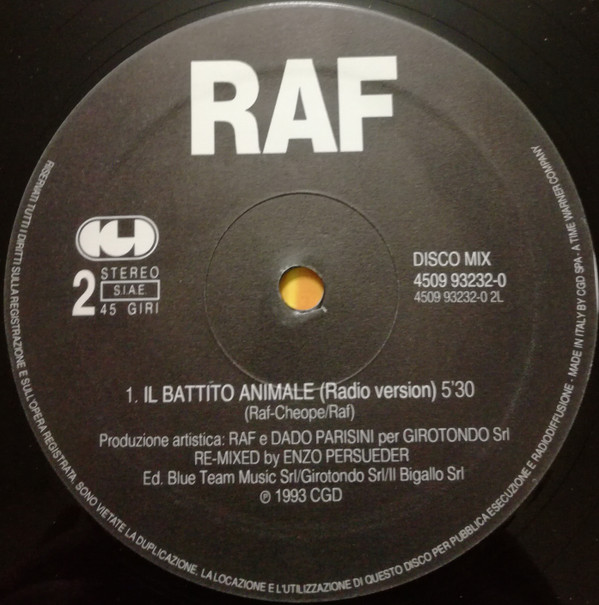 RAF
CGD
2
STEREO
SIAE
45 GIRI
DISCO MIX
4509 93232-0
4509 93232-0 2L
1. IL BATTITO ANIMALE (Radio version) 5'30
(Raf-Cheope/Raf)
Produzione artistica: RAF e DADO PARISINI per GIROTONDO Srl
RE-MIXED by ENZO PERSUEDER
Ed. Blue Team Music Srl/Girotondo Srl/Il Bigallo Srl
℗ 1993 CGD
RISERVATI TUTTI I DIRITTI SULLA REGISTRAZIONE E SULL'OPERA REGISTRATA. SONO VIETATE LA DUPLICAZIONE, LA LOCAZIONE E L'UTILIZZAZIONE DI QUESTO DISCO PER PUBBLICA ESECUZIONE E RADIODIFFUSIONE - MADE IN ITALY BY CGD SPA - A TIME WARNER COMPANY